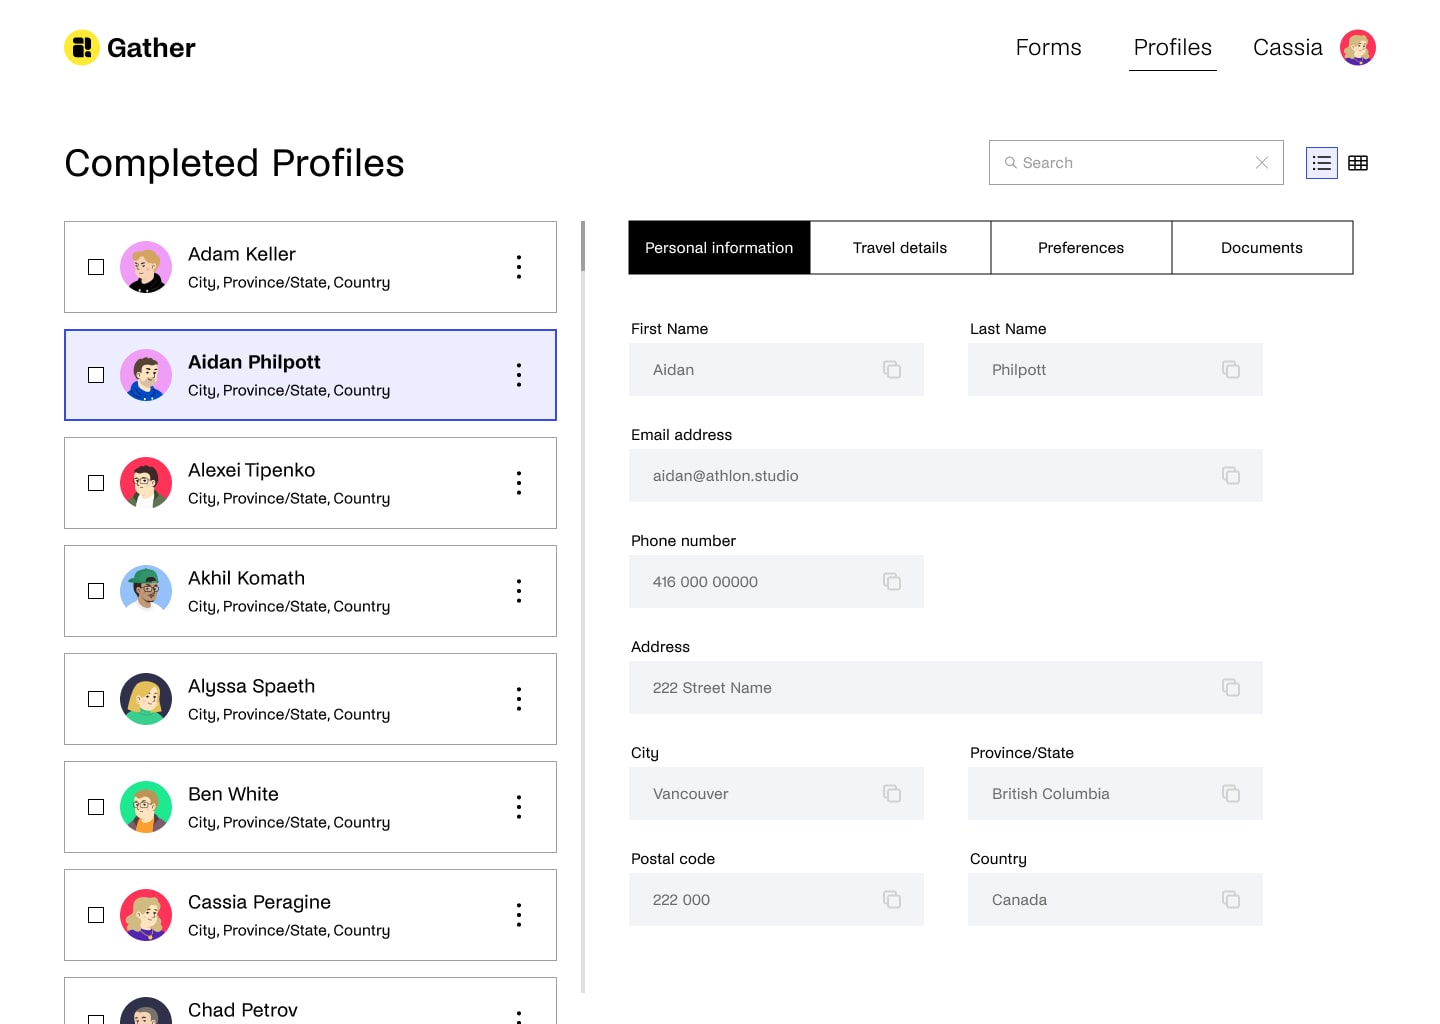 Gather
Forms Profiles Cassia
Completed Profiles
Search
Adam Keller
City, Province/State, Country
Aidan Philpott
City, Province/State, Country
Alexei Tipenko
City, Province/State, Country
Akhil Komath
City, Province/State, Country
Alyssa Spaeth
City, Province/State, Country
Ben White
City, Province/State, Country
Cassia Peragine
City, Province/State, Country
Chad Petrov
Personal information Travel details Preferences Documents
First Name Last Name
Aidan Philpott
Email address
aidan@athlon.studio
Phone number
416 000 00000
Address
222 Street Name
City Province/State
Vancouver British Columbia
Postal code Country
222 000 Canada